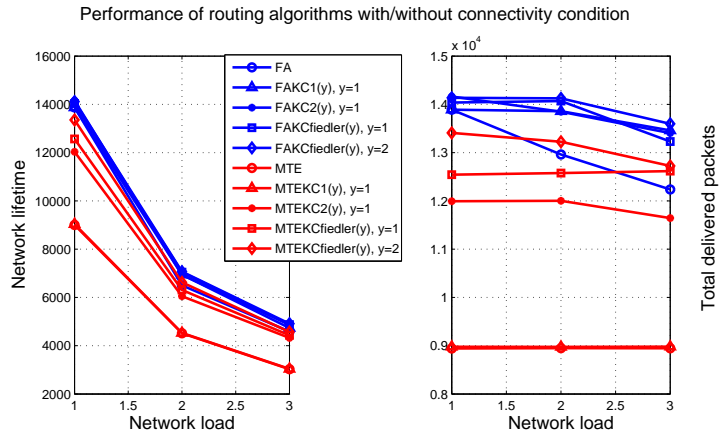 Performance of routing algorithms with/without connectivity condition
Network lifetime
16000
14000
12000
10000
8000
6000
4000
2000
1
1.5
2
2.5
3
Network load
FA
FAKC1(y), y=1
FAKC2(y), y=1
FAKCfiedler(y), y=1
FAKCfiedler(y), y=2
MTE
MTEKC1(y), y=1
MTEKC2(y), y=1
MTEKCfiedler(y), y=1
MTEKCfiedler(y), y=2
x 10^4
1.5
1.4
1.3
1.2
1.1
1
0.9
0.8
1
1.5
2
2.5
3
Network load
Total delivered packets